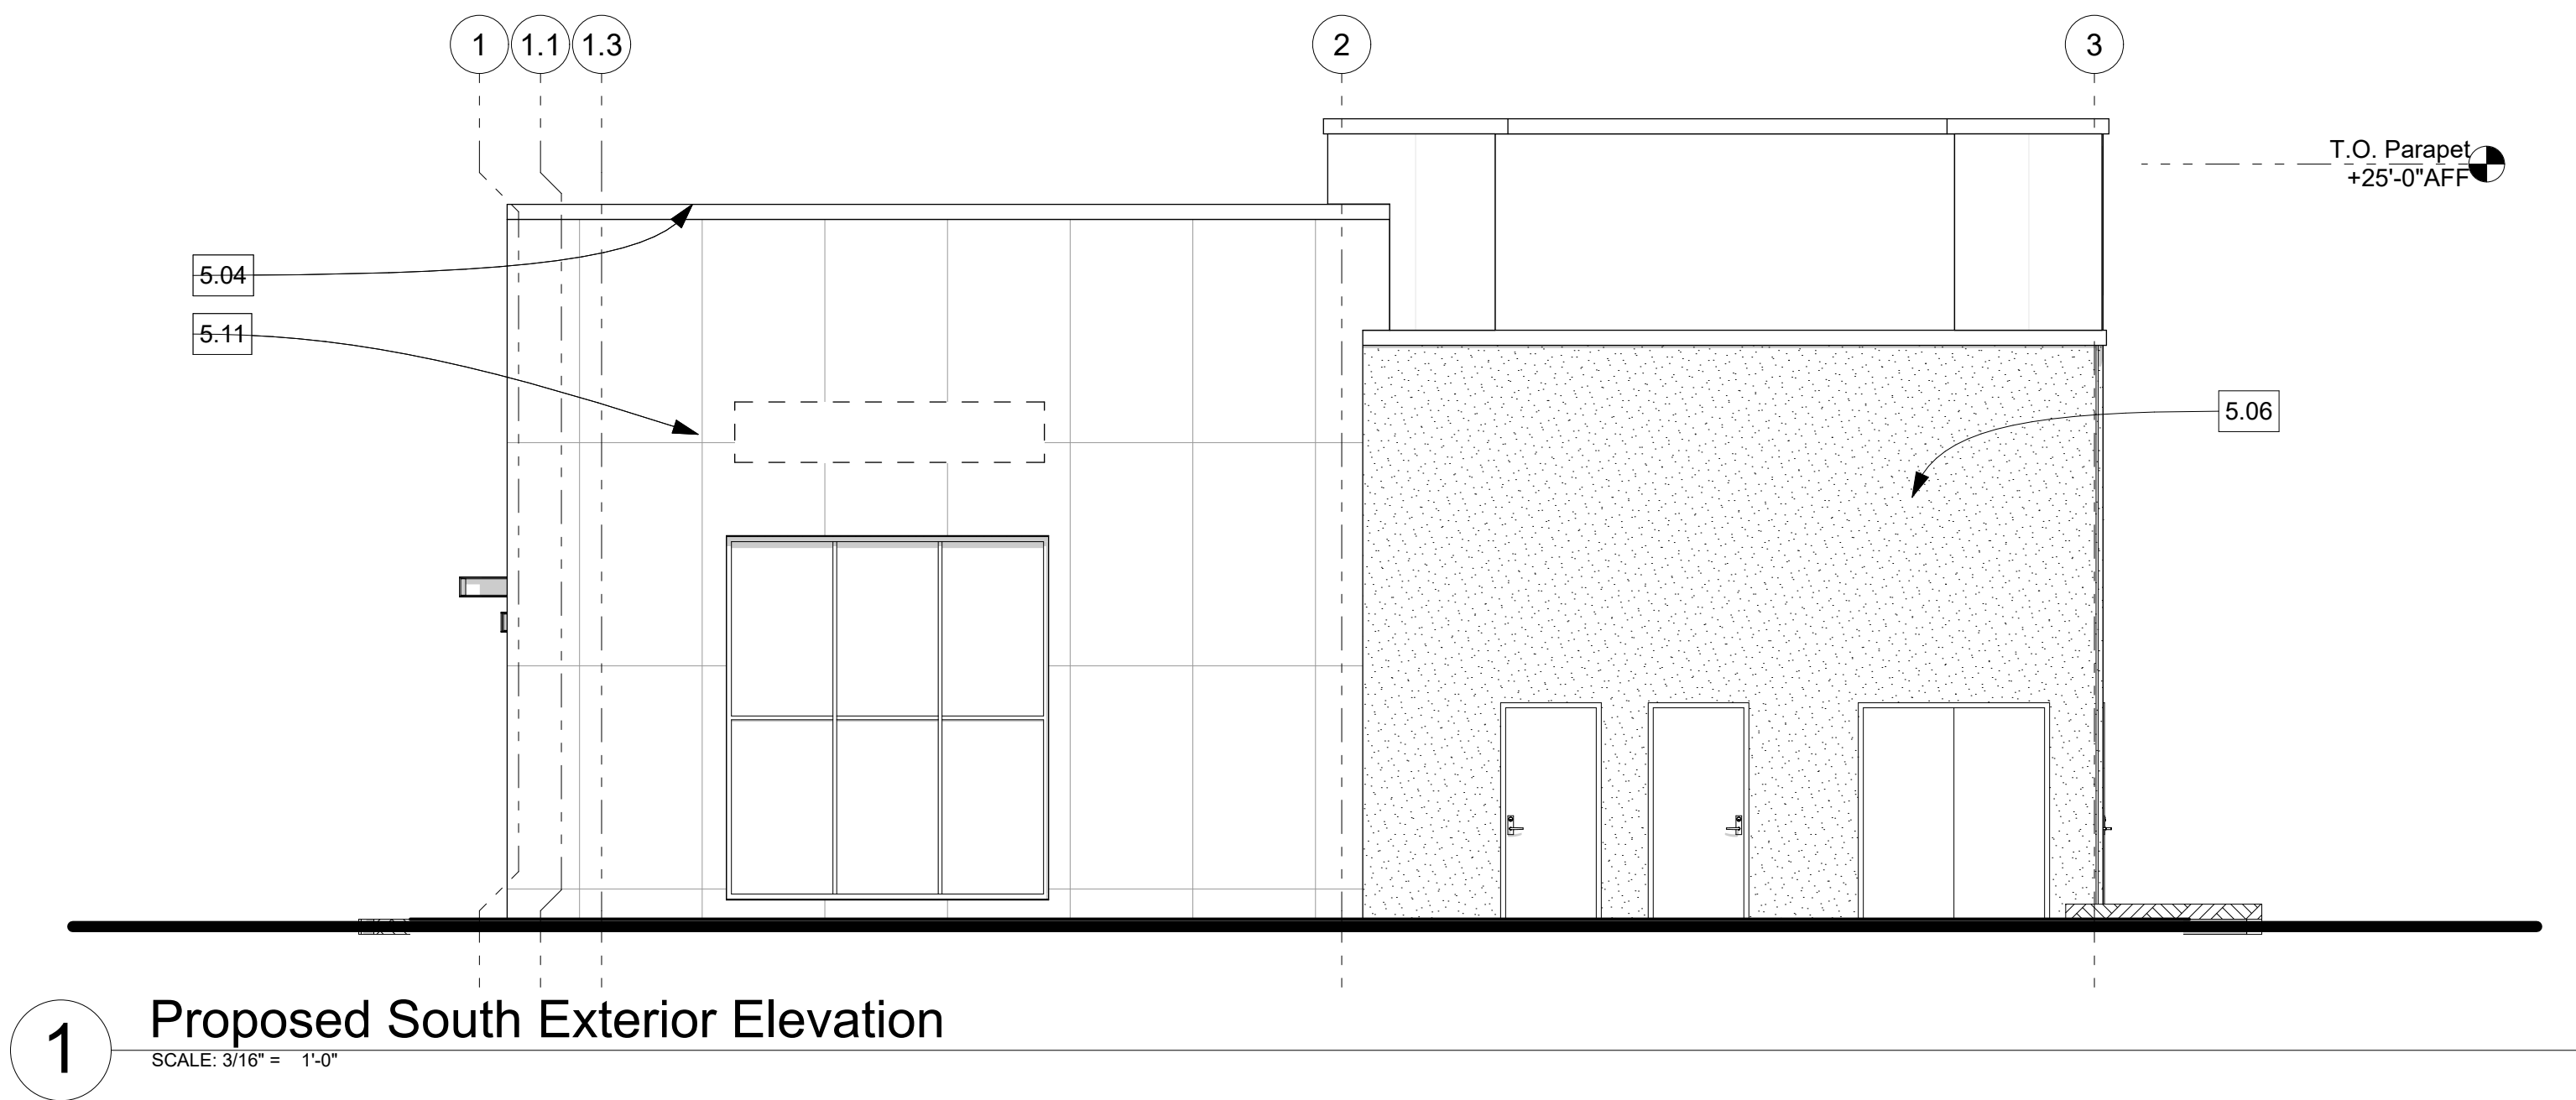 1 1.1 1.3 2 3
T.O. Parapet
+25'-0"AFF
5.04
5.11
5.06
1
Proposed South Exterior Elevation
SCALE: 3/16" = 1'-0"